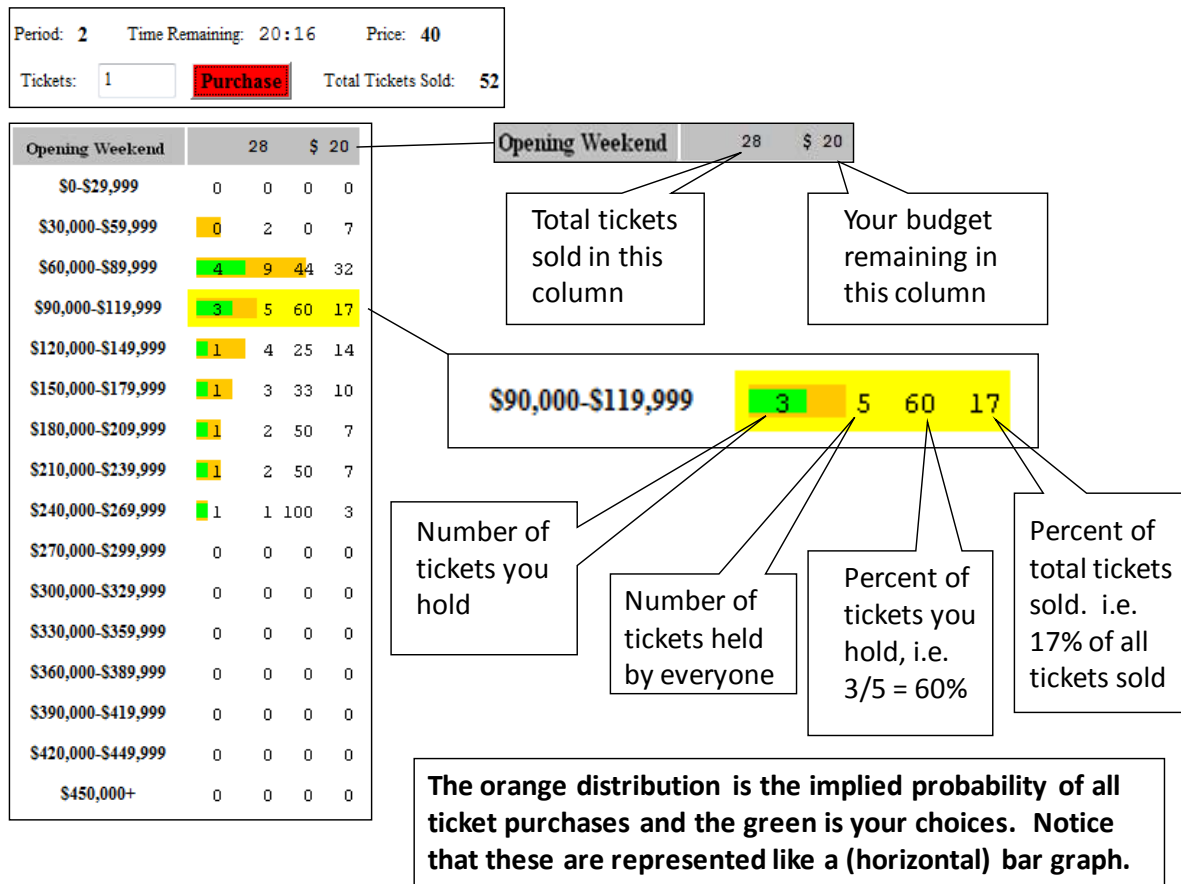 Period: 2 Time Remaining: 20:16 Price: 40
Tickets: 1 Purchase Total Tickets Sold: 52
Opening Weekend 28 $ 20
$0-$29,999 0 0 0 0
$30,000-$59,999 0 2 0 7
$60,000-$89,999 4 9 44 32
$90,000-$119,999 3 5 60 17
$120,000-$149,999 1 4 25 14
$150,000-$179,999 1 3 33 10
$180,000-$209,999 1 2 50 7
$210,000-$239,999 1 2 50 7
$240,000-$269,999 1 1 100 3
$270,000-$299,999 0 0 0 0
$300,000-$329,999 0 0 0 0
$330,000-$359,999 0 0 0 0
$360,000-$389,999 0 0 0 0
$390,000-$419,999 0 0 0 0
$420,000-$449,999 0 0 0 0
$450,000+ 0 0 0 0
Opening Weekend 28 $ 20
Total tickets
sold in this
column
Your budget
remaining in
this column
$90,000-$119,999 3 5 60 17
Number of
tickets you
hold
Number of
tickets held
by everyone
Percent of
tickets you
hold, i.e.
3/5 = 60%
Percent of
total tickets
sold. i.e.
17% of all
tickets sold
The orange distribution is the implied probability of all
ticket purchases and the green is your choices. Notice
that these are represented like a (horizontal) bar graph.